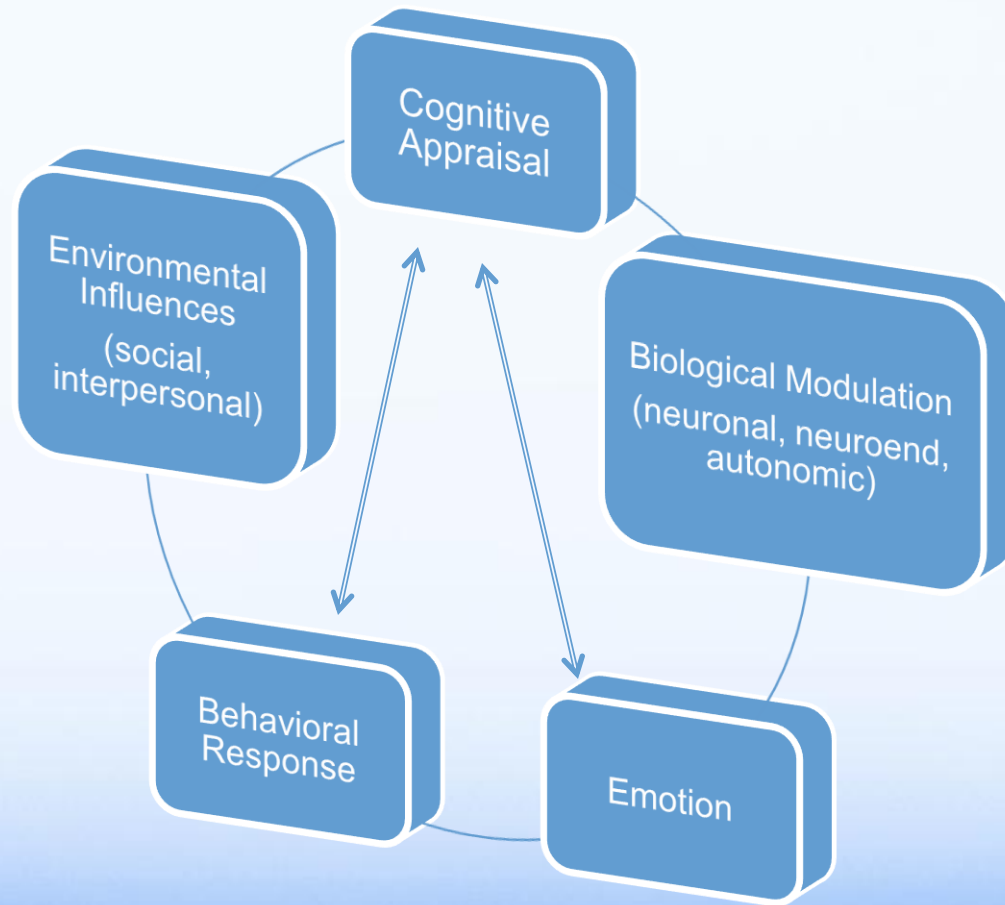 Cognitive
Appraisal
Environmental
Influences
(social,
interpersonal)
Biological Modulation
(neuronal, neuroend,
autonomic)
Behavioral
Response
Emotion